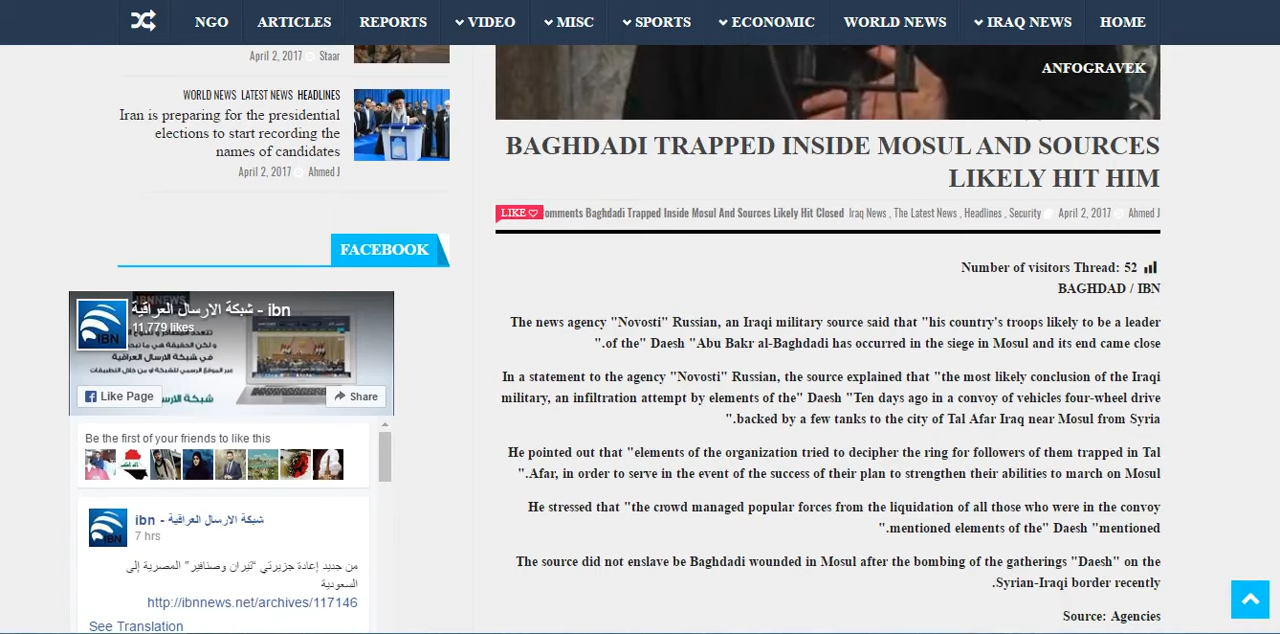 NGO ARTICLES REPORTS VIDEO MISC SPORTS ECONOMIC WORLD NEWS IRAQ NEWS HOME
April 2, 2017 Staar
WORLD NEWS LATEST NEWS HEADLINES
Iran is preparing for the presidential
elections to start recording the
names of candidates
April 2, 2017 Ahmed J
FACEBOOK
ibn - شبكة الارسال العراقية
11,779 likes
IBN
في شبكة الارسال العراقية
Like Page
Share
Be the first of your friends to like this
ibn - شبكة الارسال العراقية
7 hrs
IBN
من جديد إعادة جزيرتي "تيران وصنافير" المصرية إلى
السعودية
http://ibnnews.net/archives/117146
See Translation
ANFOGRAVEK
BAGHDADI TRAPPED INSIDE MOSUL AND SOURCES
LIKELY HIT HIM
LIKE omments Baghdadi Trapped Inside Mosul And Sources Likely Hit Closed Iraq News , The Latest News , Headlines , Security April 2, 2017 Ahmed J
Number of visitors Thread: 52
BAGHDAD / IBN
The news agency "Novosti" Russian, an Iraqi military source said that "his country's troops likely to be a leader
.of the" Daesh "Abu Bakr al-Baghdadi has occurred in the siege in Mosul and its end came close"
In a statement to the agency "Novosti" Russian, the source explained that "the most likely conclusion of the Iraqi
military, an infiltration attempt by elements of the" Daesh "Ten days ago in a convoy of vehicles four-wheel drive
".backed by a few tanks to the city of Tal Afar Iraq near Mosul from Syria
He pointed out that "elements of the organization tried to decipher the ring for followers of them trapped in Tal
".Afar, in order to serve in the event of the success of their plan to strengthen their abilities to march on Mosul
He stressed that "the crowd managed popular forces from the liquidation of all those who were in the convoy
".mentioned elements of the" Daesh "mentioned
The source did not enslave be Baghdadi wounded in Mosul after the bombing of the gatherings "Daesh" on the
.Syrian-Iraqi border recently
Source: Agencies